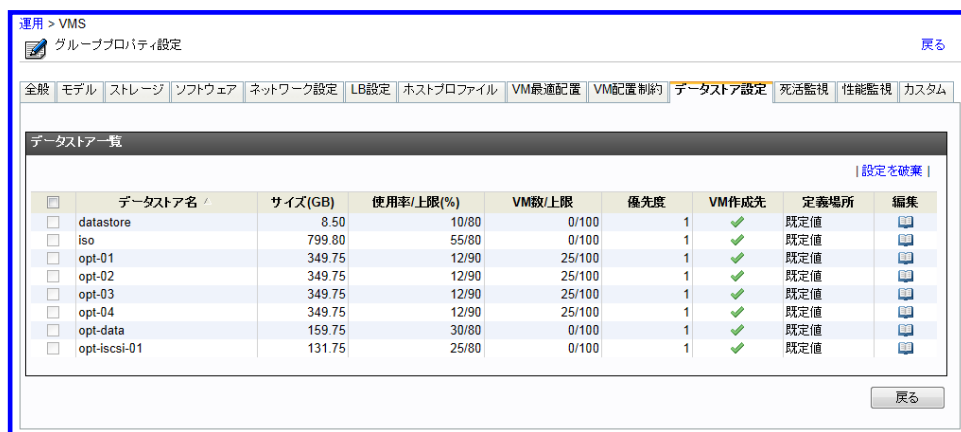 運用 > VMS
グループプロパティ設定 戻る
全般 モデル ストレージ ソフトウェア ネットワーク設定 LB設定 ホストプロファイル VM最適配置 VM配置制約 データストア設定 死活監視 性能監視 カスタム
データストア一覧
|設定を破棄|
データストア名 サイズ(GB) 使用率/上限(%) VM数/上限 優先度 VM作成先 定義場所 編集
datastore 8.50 10/80 0/100 1 既定値
iso 799.80 55/80 0/100 1 既定値
opt-01 349.75 12/90 25/100 1 既定値
opt-02 349.75 12/90 25/100 1 既定値
opt-03 349.75 12/90 25/100 1 既定値
opt-04 349.75 12/90 25/100 1 既定値
opt-data 159.75 30/80 0/100 1 既定値
opt-iscsi-01 131.75 25/80 0/100 1 既定値
戻る